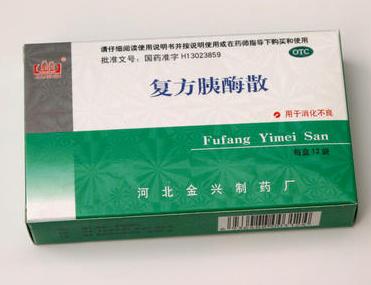 请仔细阅读使用说明书并按说明使用或在药师指导下购买和使用
批准文号：国药准字 H13023859
OTC
复方胰酶散
用于消化不良
Fufang Yimei San
每盒12袋
河北金兴制药厂